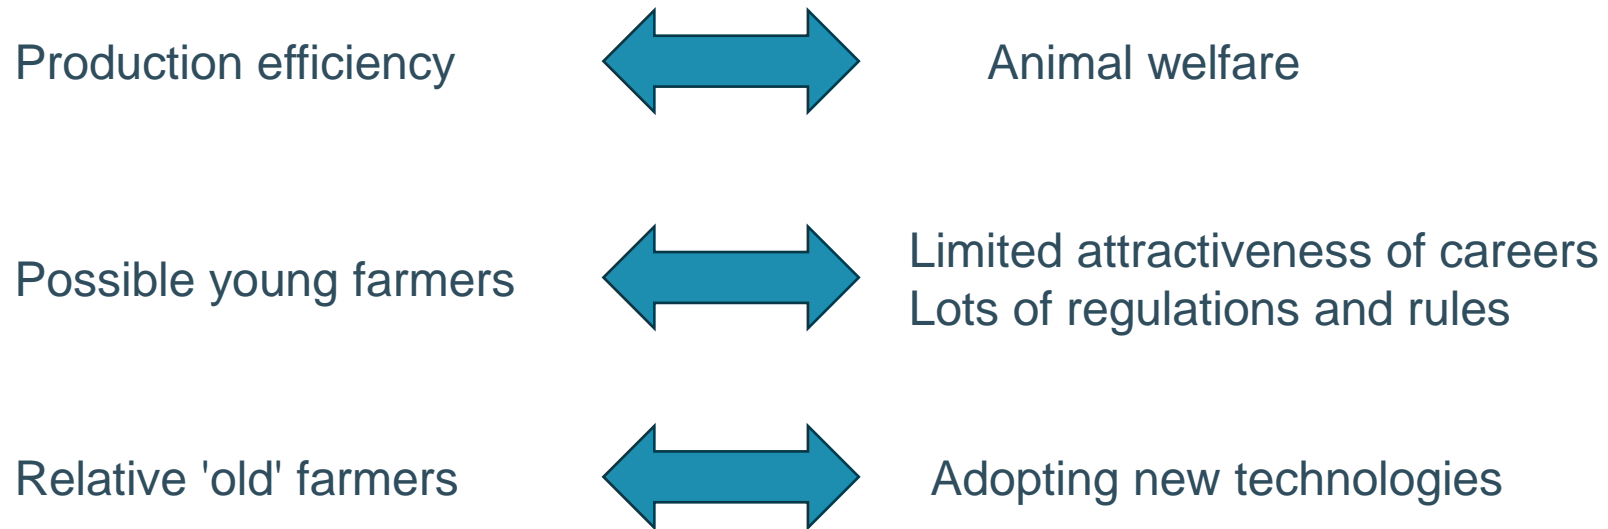 Production efficiency
Animal welfare
Possible young farmers
Limited attractiveness of careers
Lots of regulations and rules
Relative 'old' farmers
Adopting new technologies